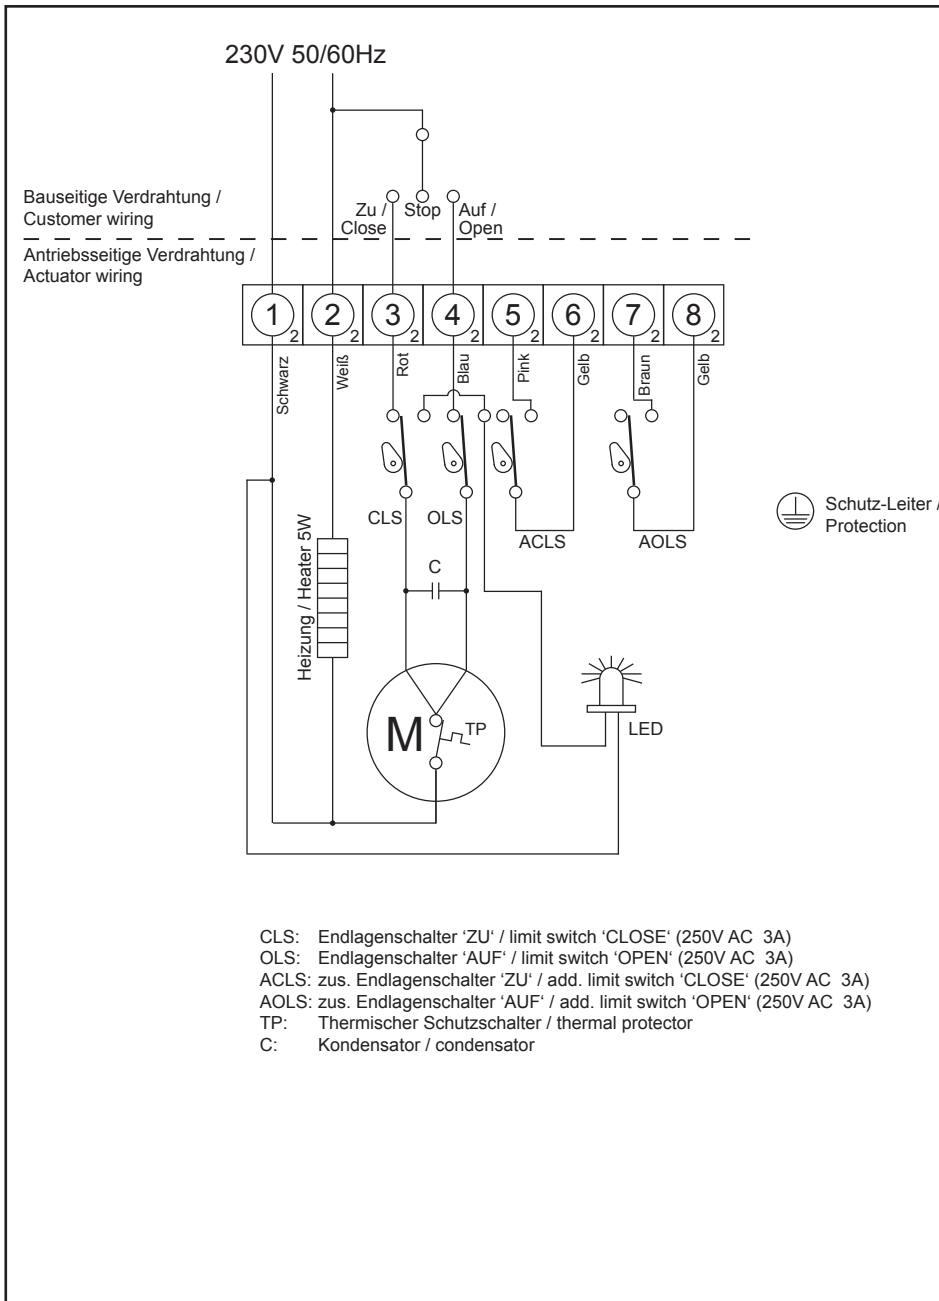 230V 50/60Hz
Bauseitige Verdrahtung /
Customer wiring
Zu /
Close
Stop
Auf /
Open
Antriebsseitige Verdrahtung /
Actuator wiring
1 2 3 4 5 6 7 8
2 2 2 2 2 2 2 2
Schwarz
Weiß
Rot
Blau
Pink
Gelb
Braun
Gelb
CLS
OLS
ACLS
AOLS
Schutz-Leiter /
Protection
Heizung / Heater 5W
C
M
TP
LED
CLS: Endlagenschalter ‘ZU‘ / limit switch ‘CLOSE‘ (250V AC 3A)
OLS: Endlagenschalter ‘AUF‘ / limit switch ‘OPEN‘ (250V AC 3A)
ACLS: zus. Endlagenschalter ‘ZU‘ / add. limit switch ‘CLOSE‘ (250V AC 3A)
AOLS: zus. Endlagenschalter ‘AUF‘ / add. limit switch ‘OPEN‘ (250V AC 3A)
TP: Thermischer Schutzschalter / thermal protector
C: Kondensator / condensator